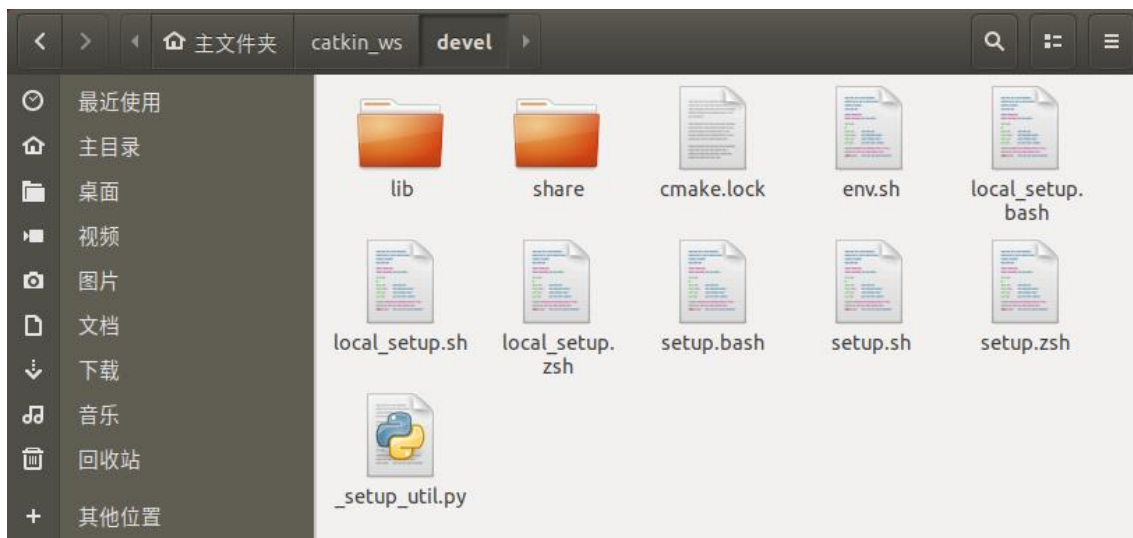 主文件夹 catkin_ws devel
最近使用
主目录
桌面
视频
图片
文档
下载
音乐
回收站
其他位置
lib share cmake.lock env.sh local_setup.
bash
local_setup.sh local_setup. setup.bash setup.sh setup.zsh
zsh
_setup_util.py